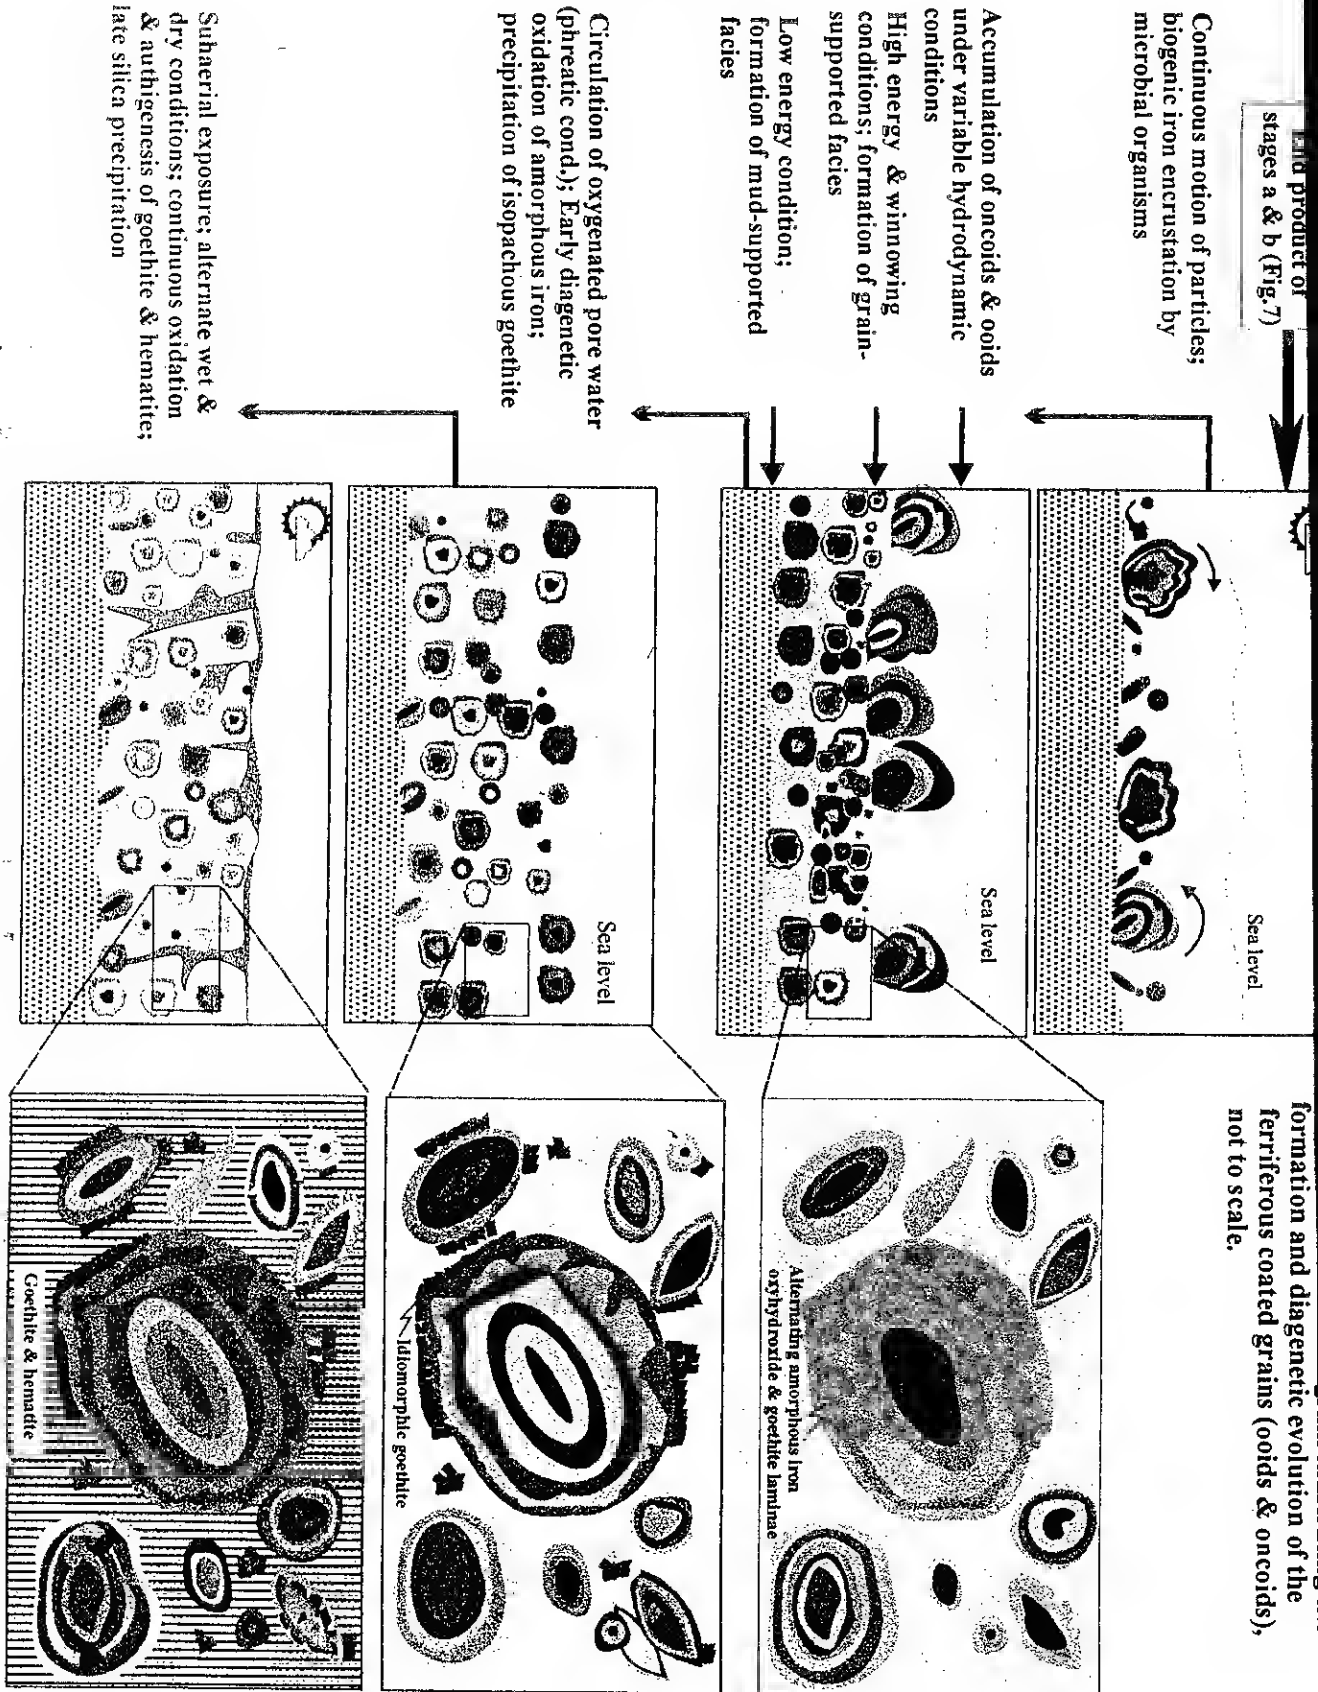 End product of
stages a & b (Fig.7)
Continuous motion of particles;
biogenic iron encrustation by
microbial organisms
Accumulation of oncoids & ooids
under variable hydrodynamic
conditions
High energy & winnowing
conditions; formation of grain-
supported facies
Low energy condition;
formation of mud-supported
facies
Circulation of oxygenated pore water
(phreatic cond.); Early diagenetic
oxidation of amorphous iron;
precipitation of isopachous goethite
Suhaerial exposure; alternate wet &
dry conditions; continuous oxidation
& authigenesis of goethite & hematite;
late silica precipitation
Sea level
Sea level
Sea level
formation and diagenetic evolution of the
ferriferous coated grains (ooids & oncoids),
not to scale.
Alternating amorphous iron
oxyhydroxide & goethite laminae
Idiomorphic goethite
Goethite & hematite